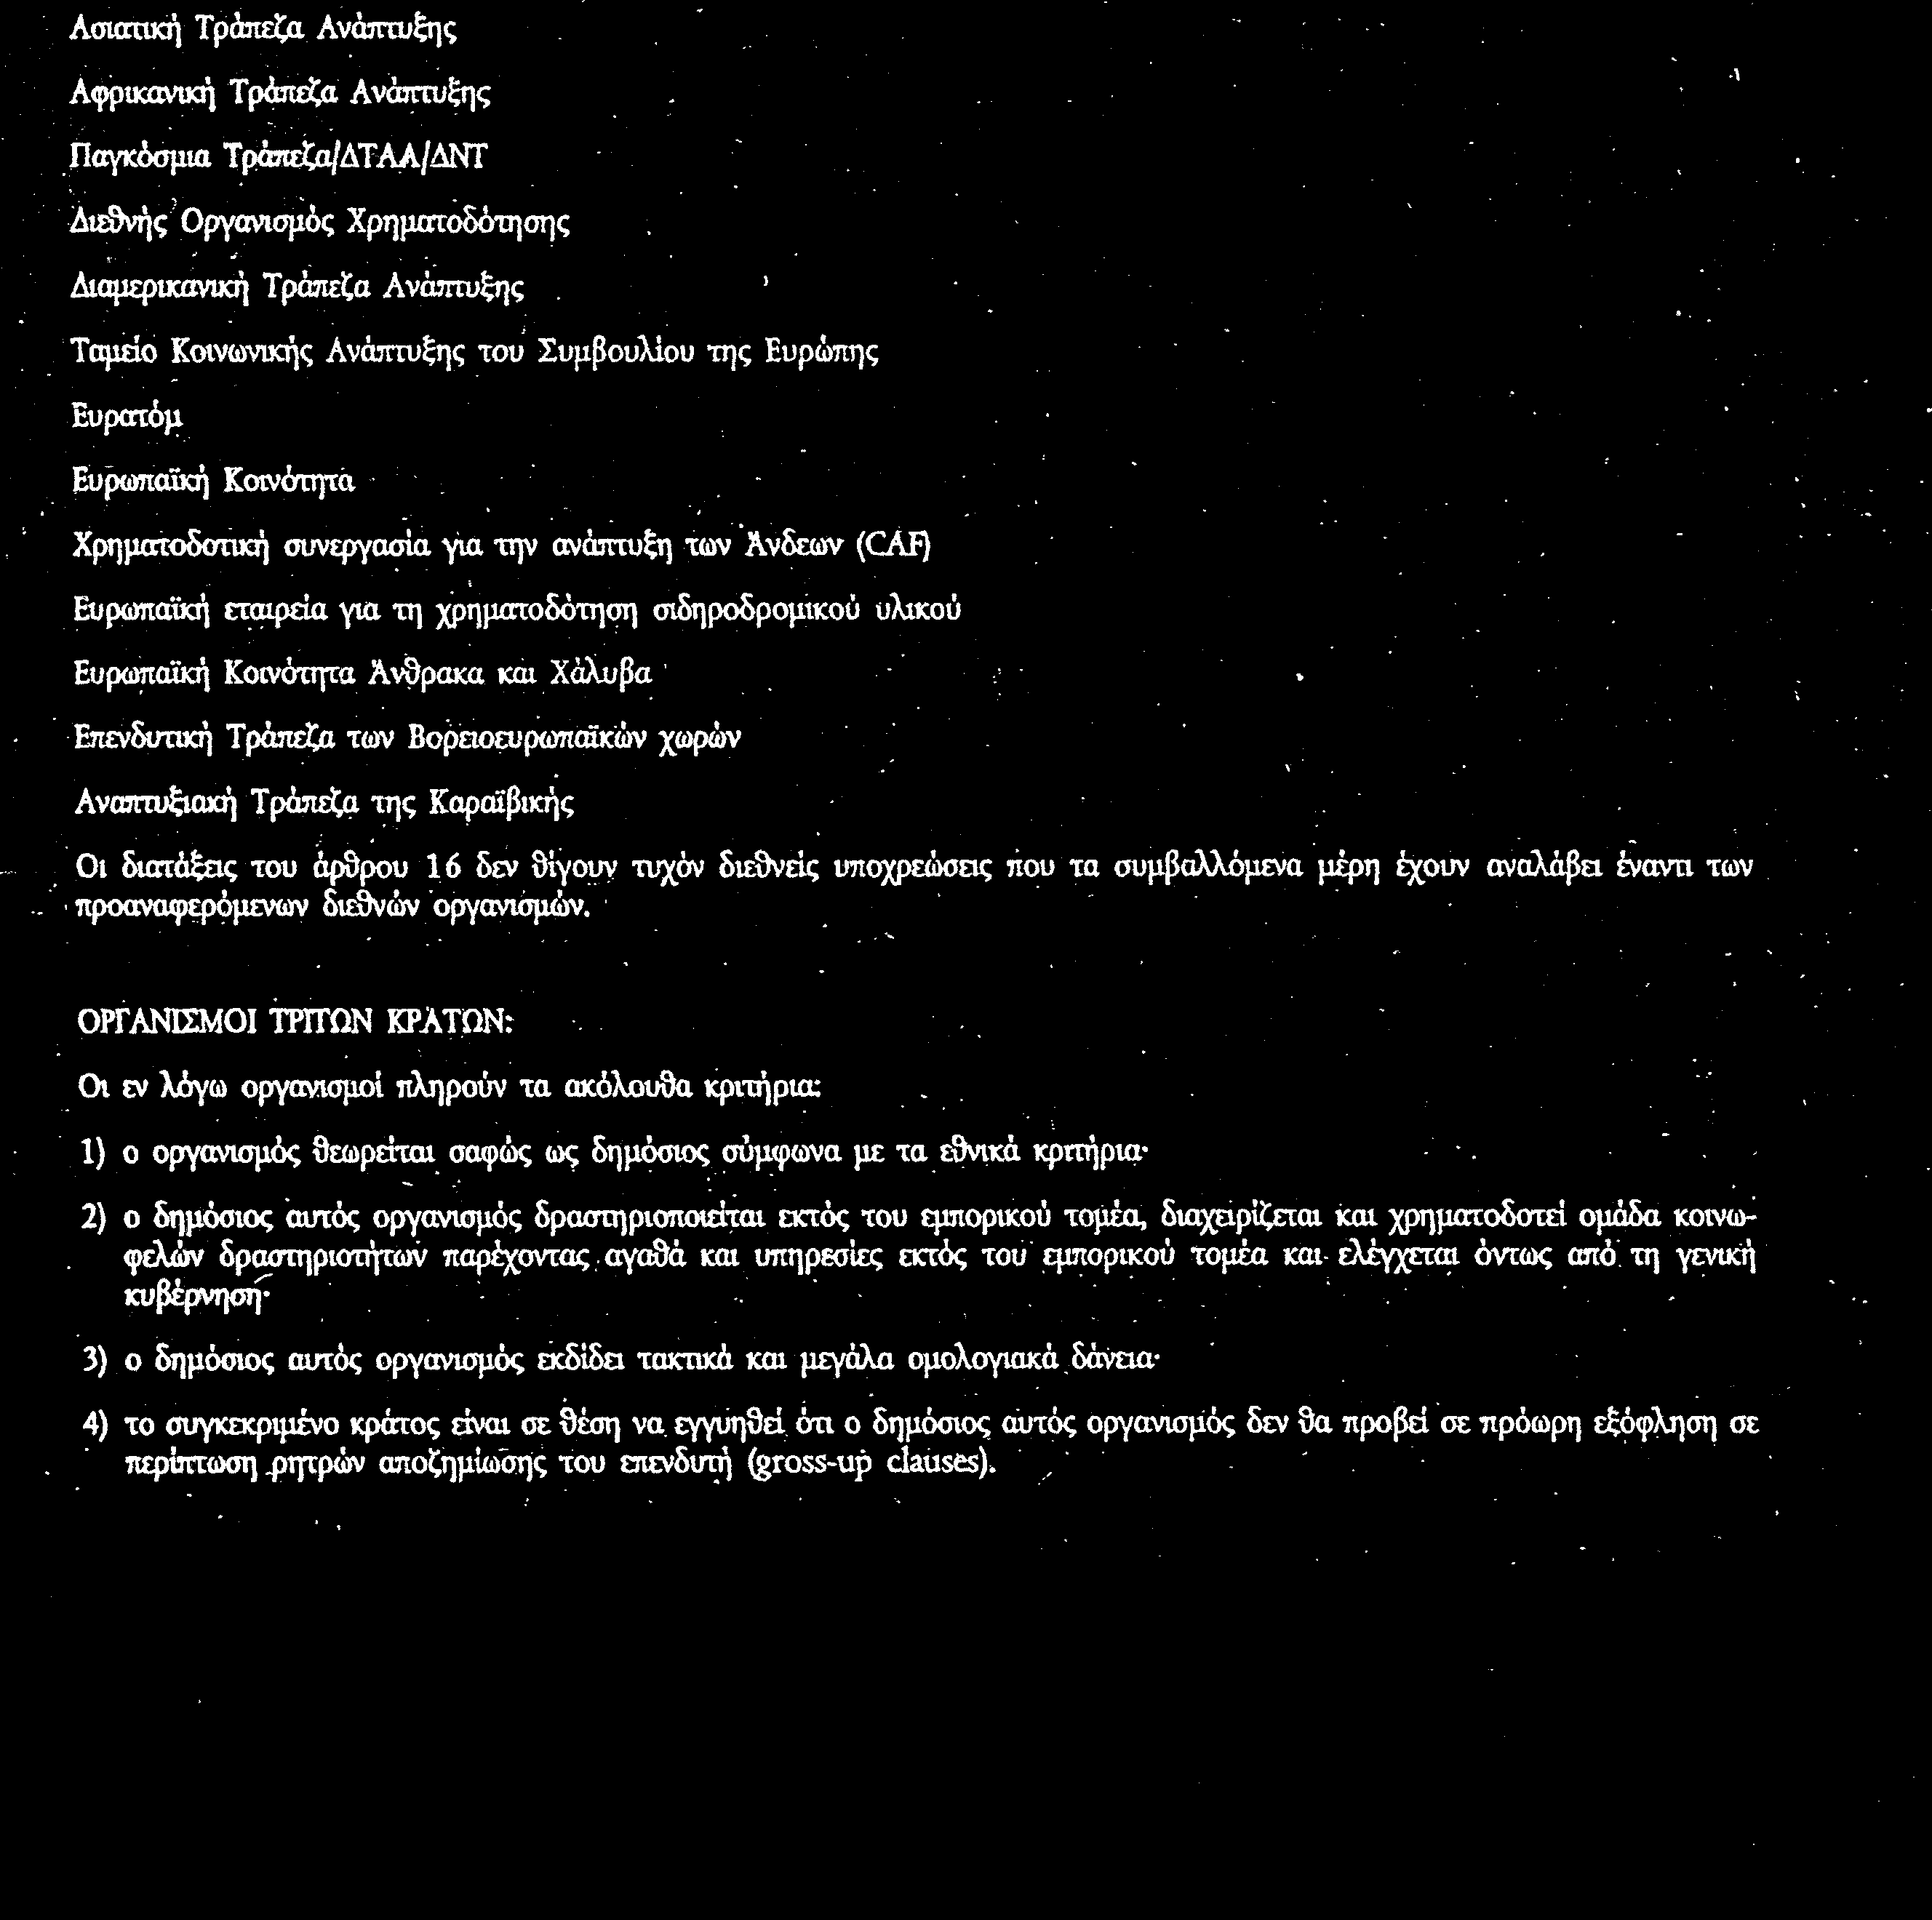 Ασιατική Τράπεζα Ανάπτυξης
Αφρικανική Τράπεζα Ανάπτυξης
Παγκόσμια Τράπεζα/ΔΤΑΑ/ΔΝΤ
Διεθνής Οργανισμός Χρηματοδότησης
Διαμερικανική Τράπεζα Ανάπτυξης
Ταμείο Κοινωνικής Ανάπτυξης του Συμβουλίου της Ευρώπης
Ευρατόμ
Ευρωπαϊκή Κοινότητα
Χρηματοδοτική συνεργασία για την ανάπτυξη των Άνδεων (CAF)
Ευρωπαϊκή εταιρεία για τη χρηματοδότηση σιδηροδρομικού υλικού
Ευρωπαϊκή Κοινότητα Άνθρακα και Χάλυβα
Επενδυτική Τράπεζα των Βορειοευρωπαϊκών χωρών
Αναπτυξιακή Τράπεζα της Καραϊβικής
Οι διατάξεις του άρθρου 16 δεν θίγουν τυχόν διεθνείς υποχρεώσεις που τα συμβαλλόμενα μέρη έχουν αναλάβει έναντι των
προαναφερόμενων διεθνών οργανισμών.
ΟΡΓΑΝΙΣΜΟΙ ΤΡΙΤΩΝ ΚΡΑΤΩΝ:
Οι εν λόγω οργανισμοί πληρούν τα ακόλουθα κριτήρια:
1) ο οργανισμός θεωρείται σαφώς ως δημόσιος σύμφωνα με τα εθνικά κριτήρια·
2) ο δημόσιος αυτός οργανισμός δραστηριοποιείται εκτός του εμπορικού τομέα, διαχειρίζεται και χρηματοδοτεί ομάδα κοινω-
φελών δραστηριοτήτων παρέχοντας αγαθά και υπηρεσίες εκτός του εμπορικού τομέα και ελέγχεται όντως από τη γενική
κυβέρνηση·
3) ο δημόσιος αυτός οργανισμός εκδίδει τακτικά και μεγάλα ομολογιακά δάνεια·
4) το συγκεκριμένο κράτος είναι σε θέση να εγγυηθεί ότι ο δημόσιος αυτός οργανισμός δεν θα προβεί σε πρόωρη εξόφληση σε
περίπτωση ρητρών αποζημίωσης του επενδυτή (gross-up clauses).